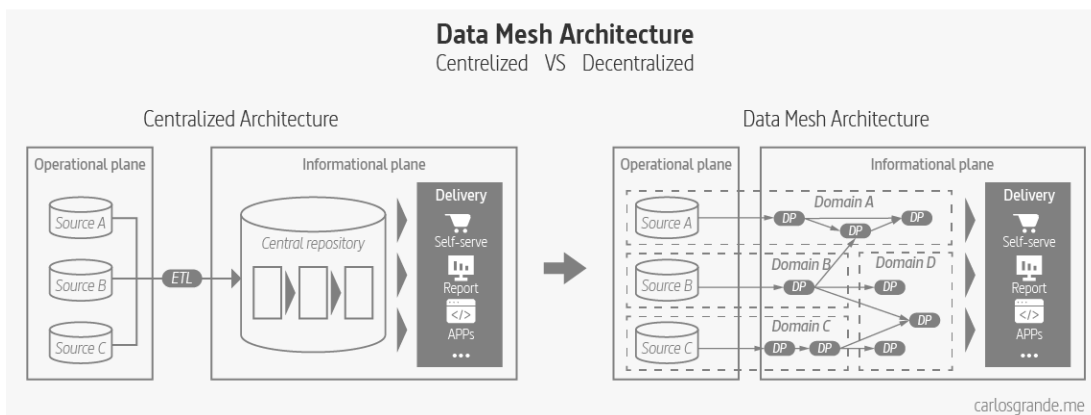 Data Mesh Architecture
Centrelized VS Decentralized
Centralized Architecture
Operational plane
Source A
Source B
Source C
ETL
Informational plane
Central repository
Delivery
Self-serve
Report
</>
APPs
•••
Data Mesh Architecture
Operational plane
Source A
Source B
Source C
Informational plane
Domain A
DP
DP
DP
Domain B
DP
Domain D
DP
DP
Domain C
DP
DP
DP
Delivery
Self-serve
Report
</>
APPs
•••
carlosgrande.me